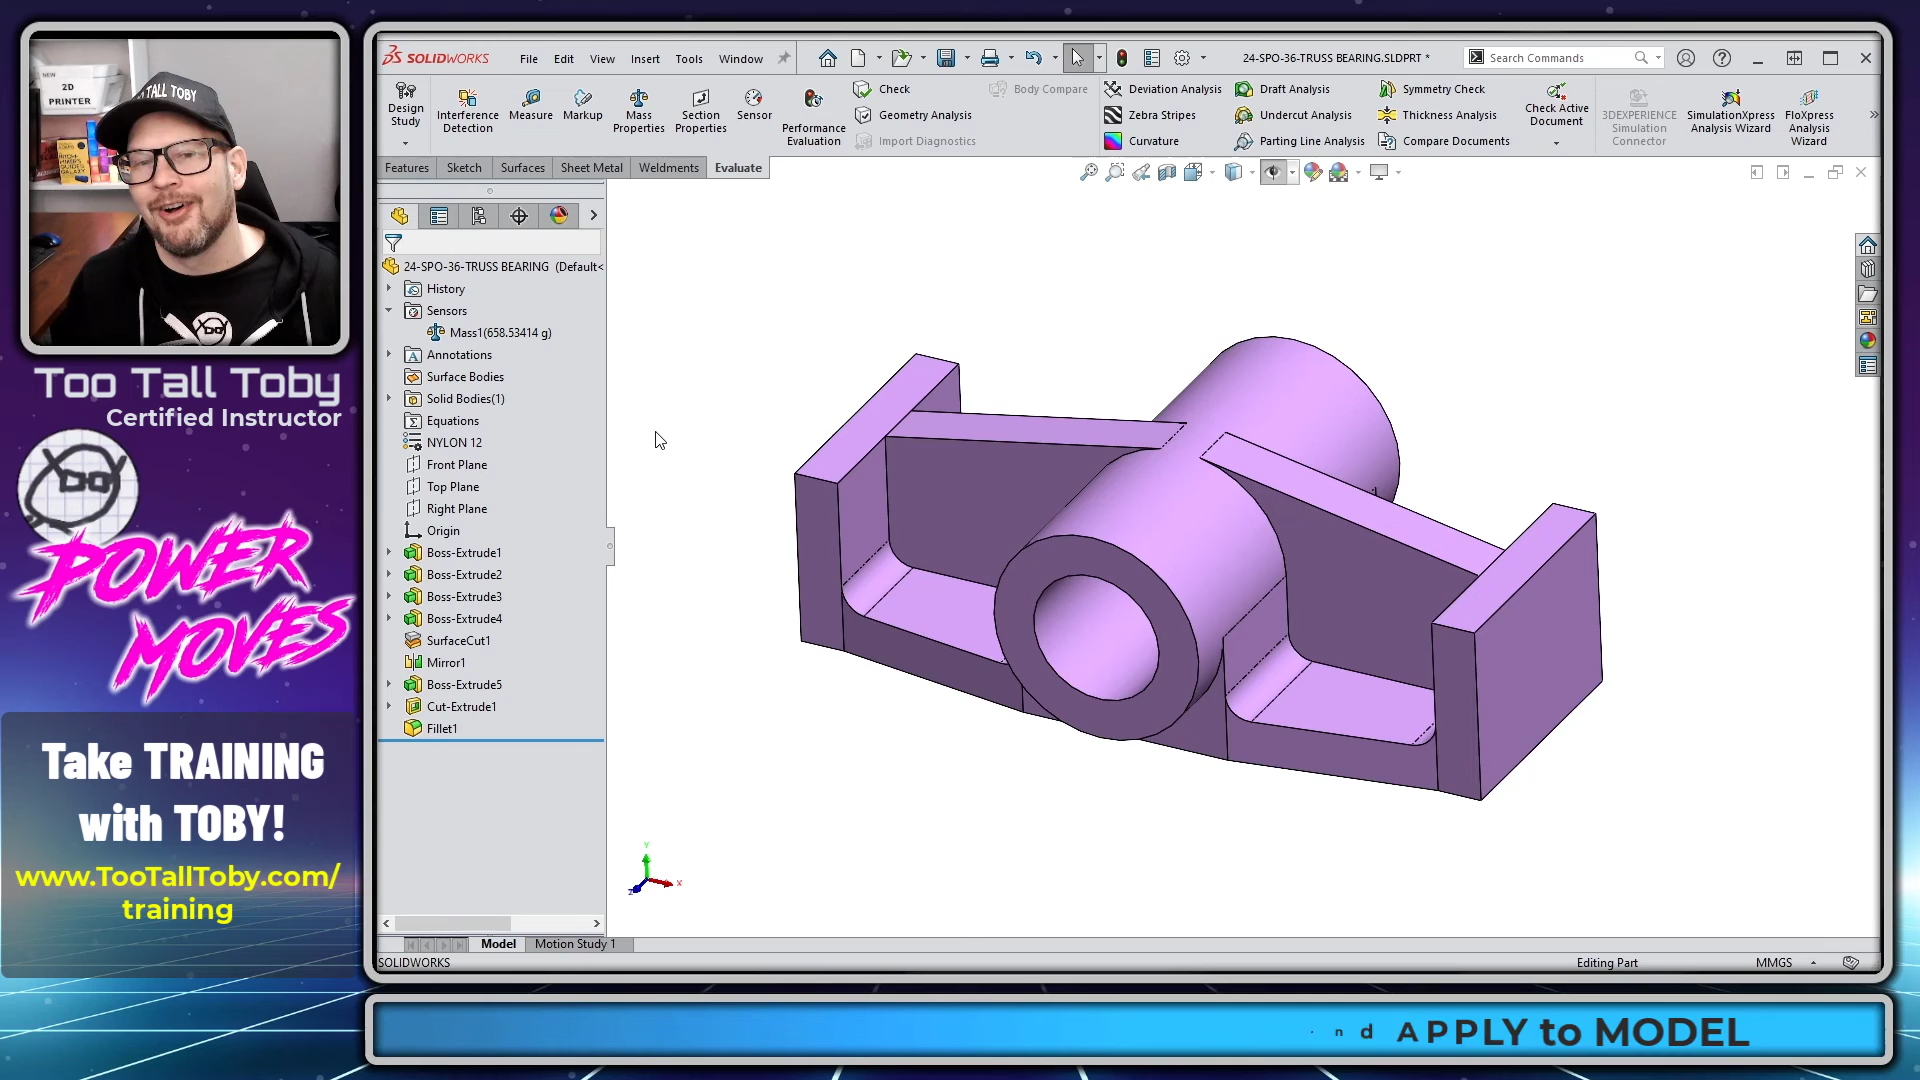 NEW
2D
PRINTER
TALL TOBY
Too Tall Toby
Certified Instructor
POWER
MOVES
Take TRAINING
with TOBY!
www.TooTallToby.com/
training
SOLIDWORKS
File Edit View Insert Tools Window
24-SPO-36-TRUSS BEARING.SLDPRT *
Search Commands
Design
Study
Interference
Detection
Measure
Markup
Mass
Properties
Section
Properties
Sensor
Performance
Evaluation
Check
Geometry Analysis
Import Diagnostics
Body Compare
Deviation Analysis
Zebra Stripes
Curvature
Draft Analysis
Undercut Analysis
Parting Line Analysis
Symmetry Check
Thickness Analysis
Compare Documents
Check Active
Document
3DEXPERIENCE
Simulation
Connector
SimulationXpress
Analysis Wizard
FloXpress
Analysis
Wizard
Features Sketch Surfaces Sheet Metal Weldments Evaluate
24-SPO-36-TRUSS BEARING (Default<
History
Sensors
Mass1(658.53414 g)
Annotations
Surface Bodies
Solid Bodies(1)
Equations
NYLON 12
Front Plane
Top Plane
Right Plane
Origin
Boss-Extrude1
Boss-Extrude2
Boss-Extrude3
Boss-Extrude4
SurfaceCut1
Mirror1
Boss-Extrude5
Cut-Extrude1
Fillet1
Y
X
Z
Model Motion Study 1
SOLIDWORKS
Editing Part
MMGS
n d APPLY to MODEL